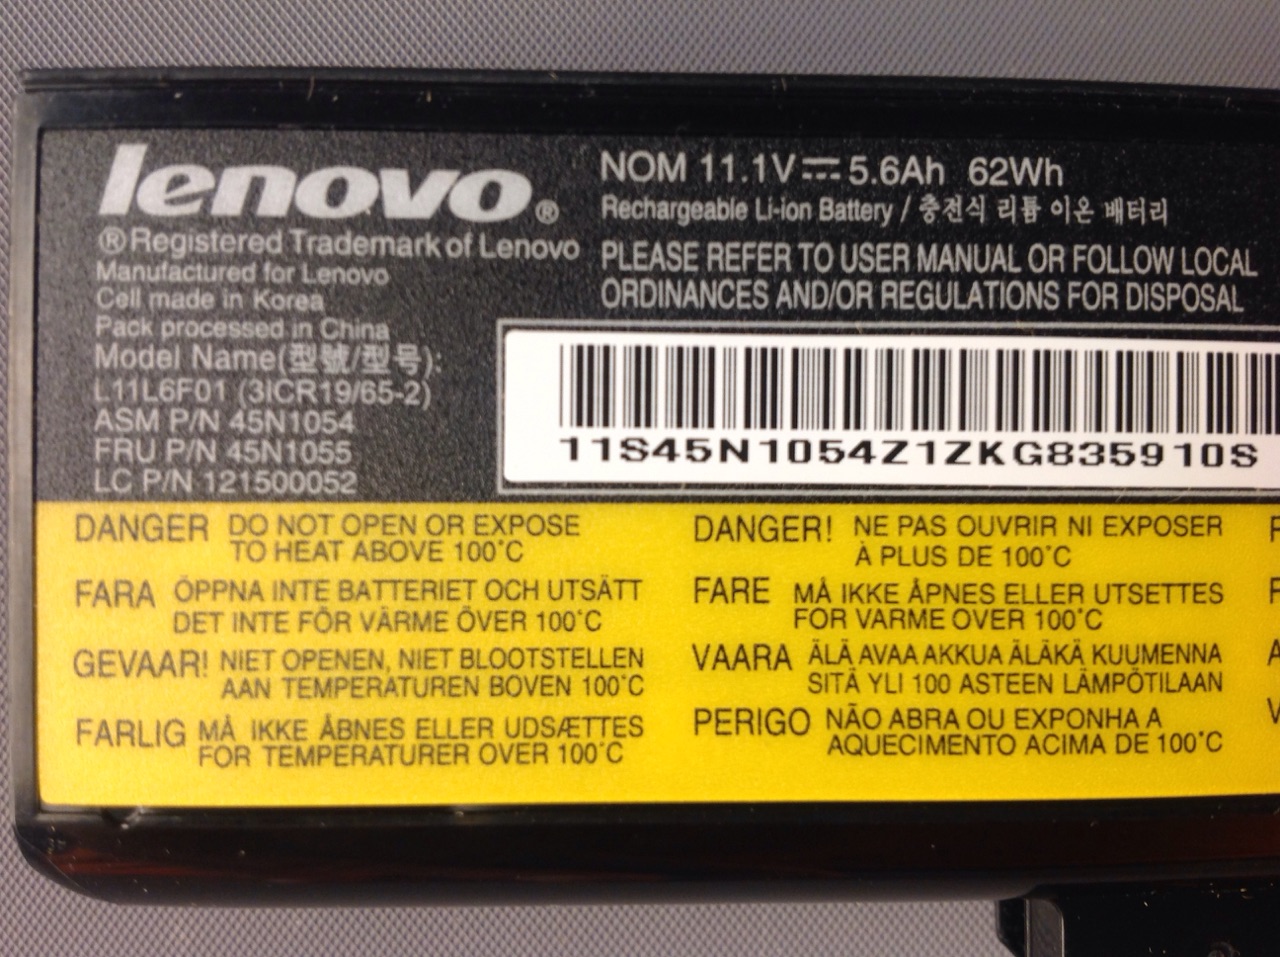 lenovo®
® Registered Trademark of Lenovo
Manufactured for Lenovo
Cell made in Korea
Pack processed in China
Model Name(型號/型号):
L11L6F01 (3ICR19/65-2)
ASM P/N 45N1054
FRU P/N 45N1055
LC P/N 121500052
NOM 11.1V⎓5.6Ah 62Wh
Rechargeable Li-ion Battery / 충전식 리튬 이온 배터리
PLEASE REFER TO USER MANUAL OR FOLLOW LOCAL
ORDINANCES AND/OR REGULATIONS FOR DISPOSAL
11S45N1054Z1ZKG835910S
DANGER DO NOT OPEN OR EXPOSE
TO HEAT ABOVE 100°C
FARA ÖPPNA INTE BATTERIET OCH UTSÄTT
DET INTE FÖR VÄRME ÖVER 100°C
GEVAAR! NIET OPENEN, NIET BLOOTSTELLEN
AAN TEMPERATUREN BOVEN 100°C
FARLIG MÅ IKKE ÅBNES ELLER UDSÆTTES
FOR TEMPERATURER OVER 100°C
DANGER! NE PAS OUVRIR NI EXPOSER
À PLUS DE 100°C
FARE MÅ IKKE ÅPNES ELLER UTSETTES
FOR VARME OVER 100°C
VAARA ÄLÄ AVAA AKKUA ÄLÄKÄ KUUMENNA
SITÄ YLI 100 ASTEEN LÄMPÖTILAAN
PERIGO NÃO ABRA OU EXPONHA A
AQUECIMENTO ACIMA DE 100°C